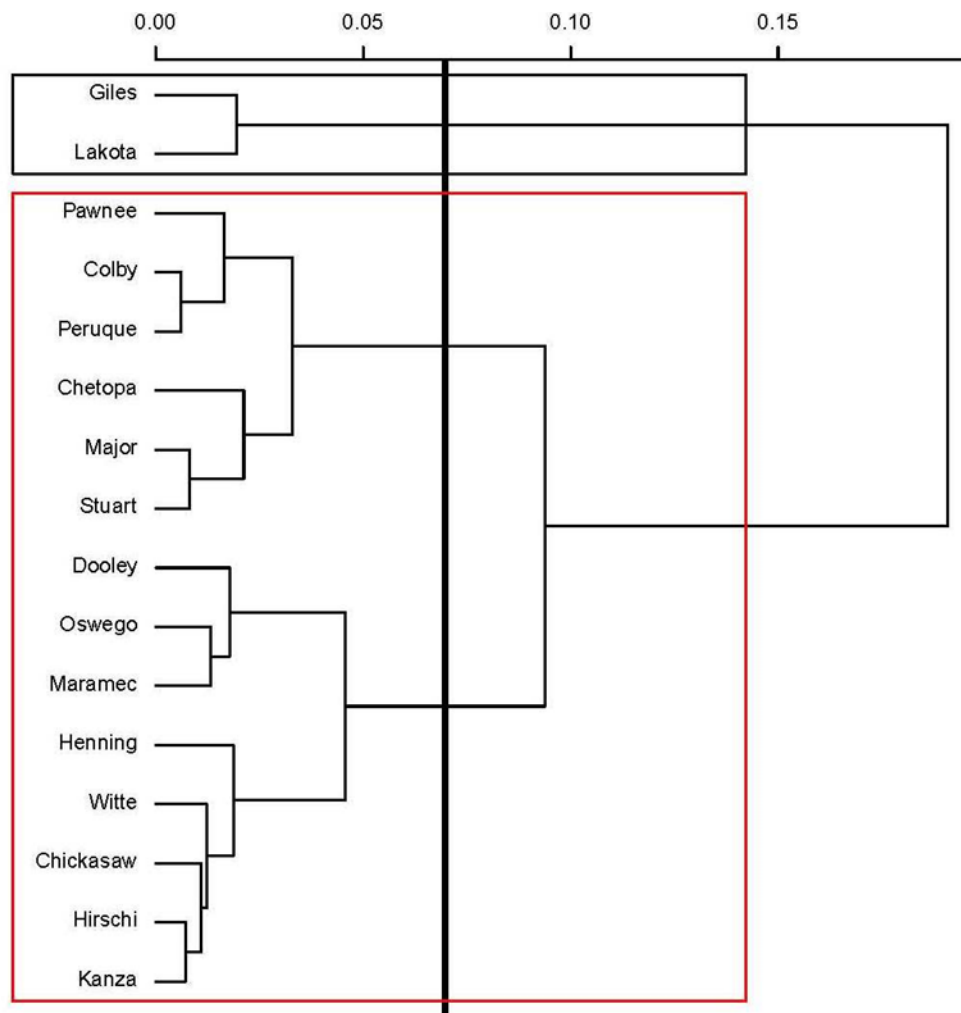 0.00 0.05 0.10 0.15
Giles
Lakota
Pawnee
Colby
Peruque
Chetopa
Major
Stuart
Dooley
Oswego
Maramec
Henning
Witte
Chickasaw
Hirschi
Kanza